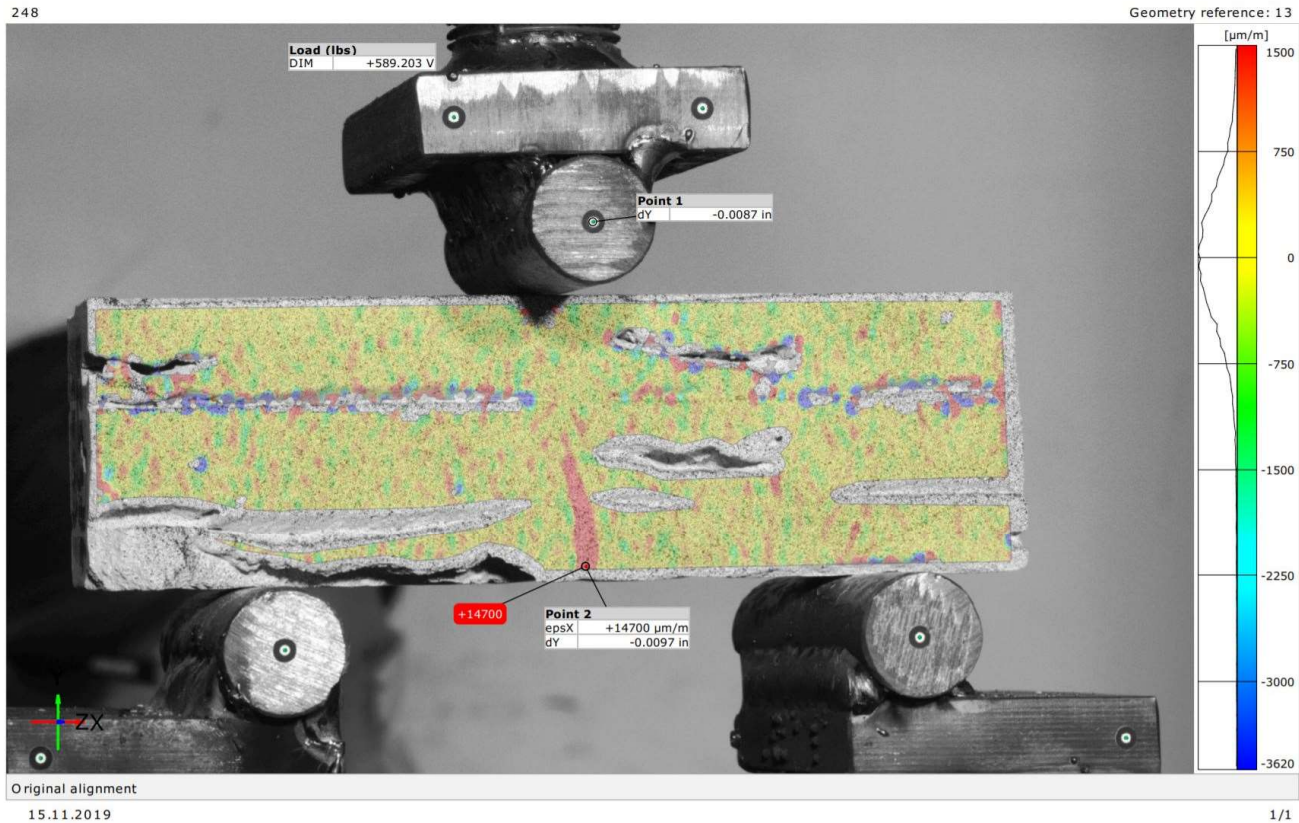 248
Geometry reference: 13
[µm/m]
Load (lbs)
DIM +589.203 V
1500
750
Point 1
dY -0.0087 in
0
-750
-1500
-2250
+14700
Point 2
epsX +14700 µm/m
dY -0.0097 in
-3000
Y
ZX
-3620
Original alignment
15.11.2019
1/1